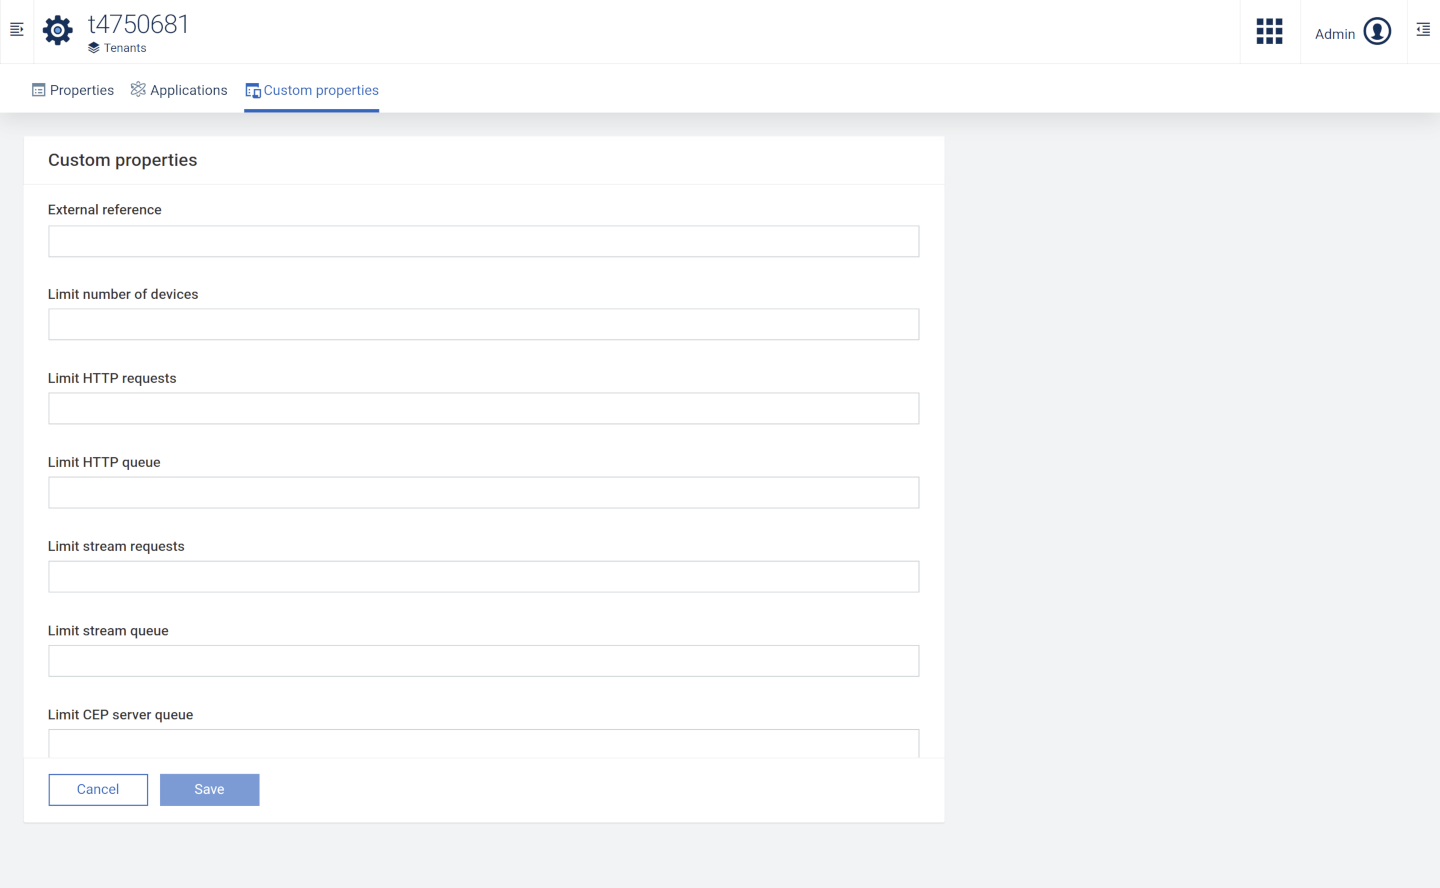 t4750681
Tenants
Admin
Properties
Applications
Custom properties
Custom properties
External reference
Limit number of devices
Limit HTTP requests
Limit HTTP queue
Limit stream requests
Limit stream queue
Limit CEP server queue
Cancel
Save